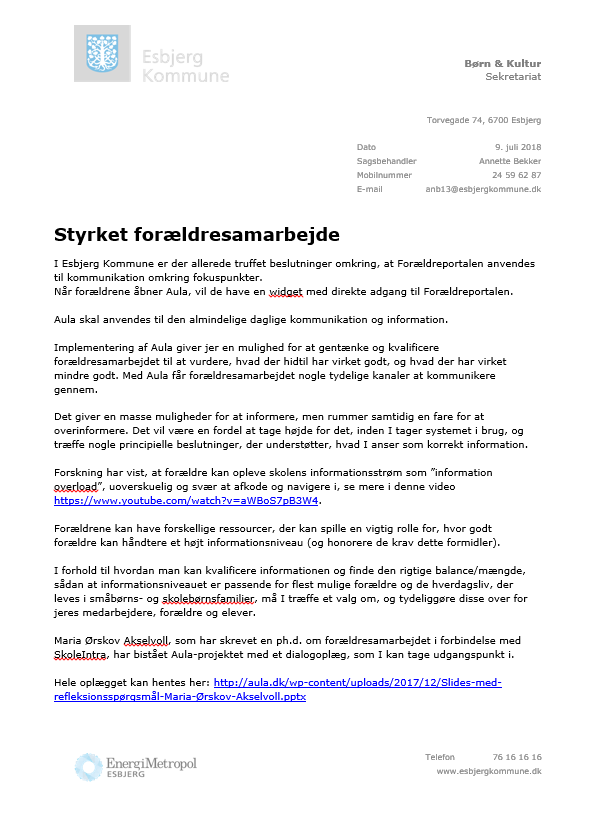 Esbjerg
Kommune
Børn & Kultur
Sekretariat
Torvegade 74, 6700 Esbjerg
Dato 9. juli 2018
Sagsbehandler Annette Bekker
Mobilnummer 24 59 62 87
E-mail anb13@esbjergkommune.dk
Styrket forældresamarbejde
I Esbjerg Kommune er der allerede truffet beslutninger omkring, at Forældreportalen anvendes
til kommunikation omkring fokuspunkter.
Når forældrene åbner Aula, vil de have en widget med direkte adgang til Forældreportalen.
Aula skal anvendes til den almindelige daglige kommunikation og information.
Implementering af Aula giver jer en mulighed for at gentænke og kvalificere
forældresamarbejdet til at vurdere, hvad der hidtil har virket godt, og hvad der har virket
mindre godt. Med Aula får forældresamarbejdet nogle tydelige kanaler at kommunikere
gennem.
Det giver en masse muligheder for at informere, men rummer samtidig en fare for at
overinformere. Det vil være en fordel at tage højde for det, inden I tager systemet i brug, og
træffe nogle principielle beslutninger, der understøtter, hvad I anser som korrekt information.
Forskning har vist, at forældre kan opleve skolens informationsstrøm som ”information
overload”, uoverskuelig og svær at afkode og navigere i, se mere i denne video
https://www.youtube.com/watch?v=aWBoS7pB3W4.
Forældrene kan have forskellige ressourcer, der kan spille en vigtig rolle for, hvor godt
forældre kan håndtere et højt informationsniveau (og honorere de krav dette formidler).
I forhold til hvordan man kan kvalificere informationen og finde den rigtige balance/mængde,
sådan at informationsniveauet er passende for flest mulige forældre og de hverdagsliv, der
leves i småbørns- og skolebørnsfamilier, må I træffe et valg om, og tydeliggøre disse over for
jeres medarbejdere, forældre og elever.
Maria Ørskov Akselvoll, som har skrevet en ph.d. om forældresamarbejdet i forbindelse med
SkoleIntra, har bistået Aula-projektet med et dialogoplæg, som I kan tage udgangspunkt i.
Hele oplægget kan hentes her: http://aula.dk/wp-content/uploads/2017/12/Slides-med-
refleksionsspørgsmål-Maria-Ørskov-Akselvoll.pptx
EnergiMetropol
ESBJERG
Telefon 76 16 16 16
www.esbjergkommune.dk